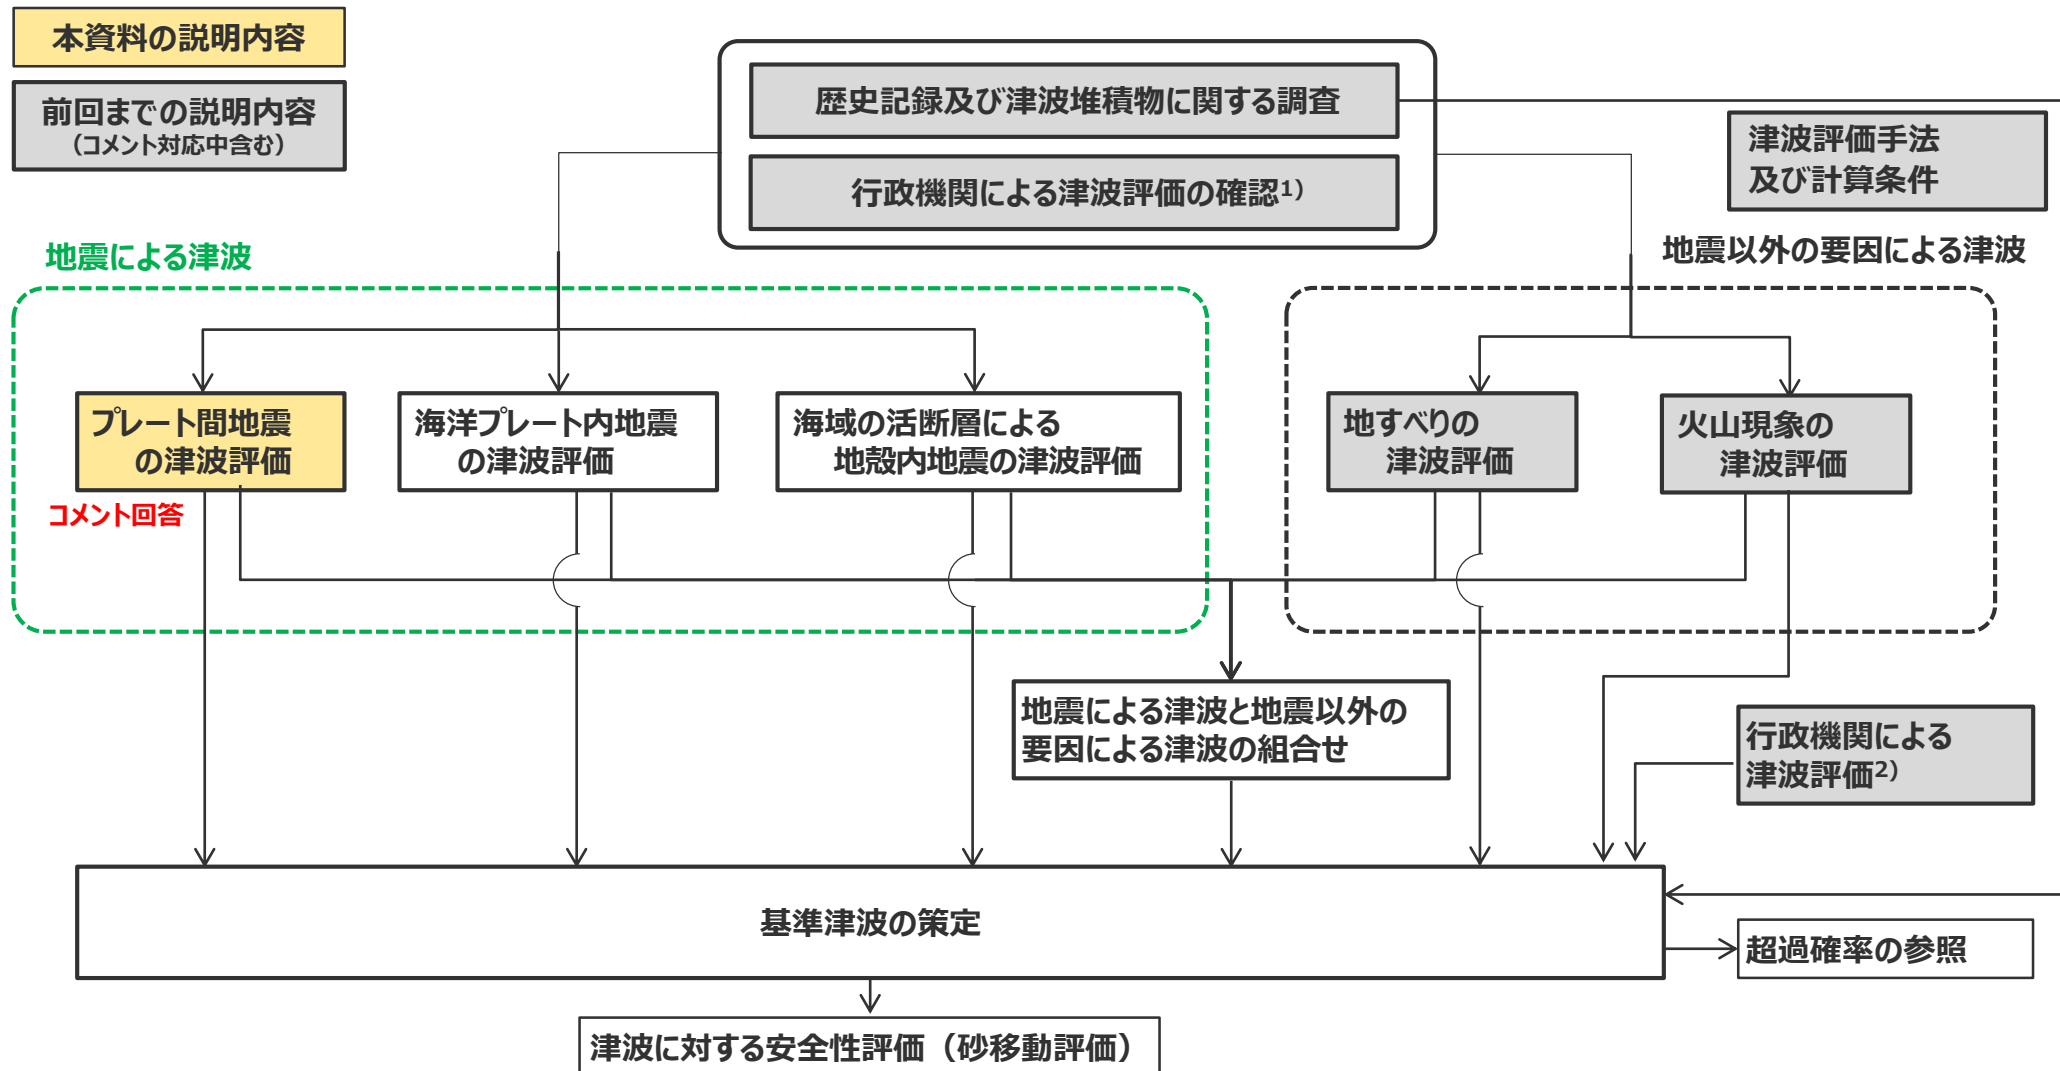 本資料の説明内容
前回までの説明内容
（コメント対応中含む）
歴史記録及び津波堆積物に関する調査
行政機関による津波評価の確認1）
津波評価手法
及び計算条件
地震による津波
地震以外の要因による津波
プレート間地震
の津波評価
コメント回答
海洋プレート内地震
の津波評価
海域の活断層による
地殻内地震の津波評価
地すべりの
津波評価
火山現象の
津波評価
地震による津波と地震以外の
要因による津波の組合せ
行政機関による
津波評価2）
基準津波の策定
超過確率の参照
津波に対する安全性評価（砂移動評価）